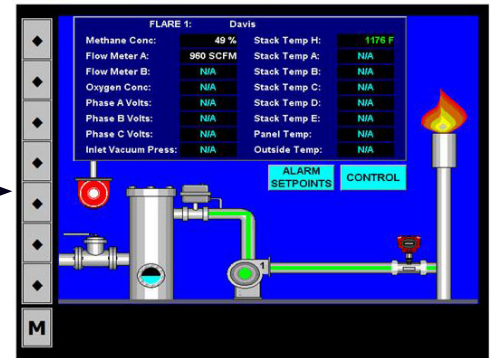 FLARE 1: Davis
Methane Conc: 49 % Stack Temp H: 1176 F
Flow Meter A: 960 SCFM Stack Temp A: N/A
Flow Meter B: N/A Stack Temp B: N/A
Oxygen Conc: N/A Stack Temp C: N/A
Phase A Volts: N/A Stack Temp D: N/A
Phase B Volts: N/A Stack Temp E: N/A
Phase C Volts: N/A Panel Temp: N/A
Inlet Vacuum Press: N/A Outside Temp: N/A
ALARM
SETPOINTS
CONTROL
1
M